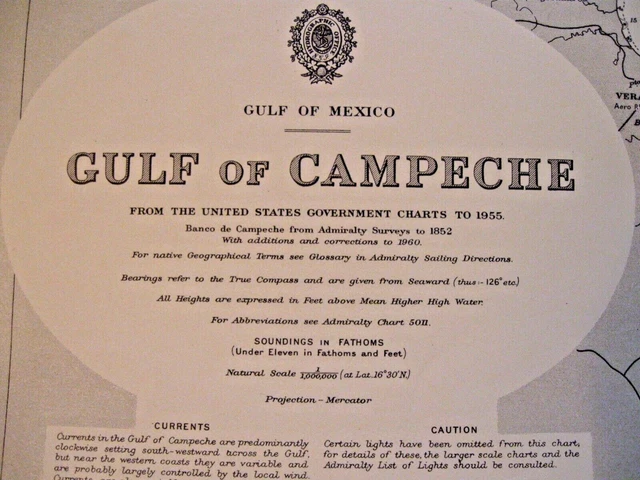 HYDROGRAPHIC OFFICE
GULF OF MEXICO
GULF OF CAMPECHE
FROM THE UNITED STATES GOVERNMENT CHARTS TO 1955.
Banco de Campeche from Admiralty Surveys to 1852
With additions and corrections to 1960.
For native Geographical Terms see Glossary in Admiralty Sailing Directions.
Bearings refer to the True Compass and are given from Seaward (thus:- 126° etc.)
All Heights are expressed in Feet above Mean Higher High Water.
For Abbreviations see Admiralty Chart 5011.
SOUNDINGS IN FATHOMS
(Under Eleven in Fathoms and Feet)
Natural Scale 1/1,000,000 (at Lat. 16°30'N.)
Projection – Mercator
VERA
Aero
CURRENTS
Currents in the Gulf of Campeche are predominantly
clockwise setting south-westward across the Gulf,
but near the western coasts they are variable and
are probably largely controlled by the local wind.
CAUTION
Certain lights have been omitted from this chart,
for details of these, the larger scale charts and the
Admiralty List of Lights should be consulted.